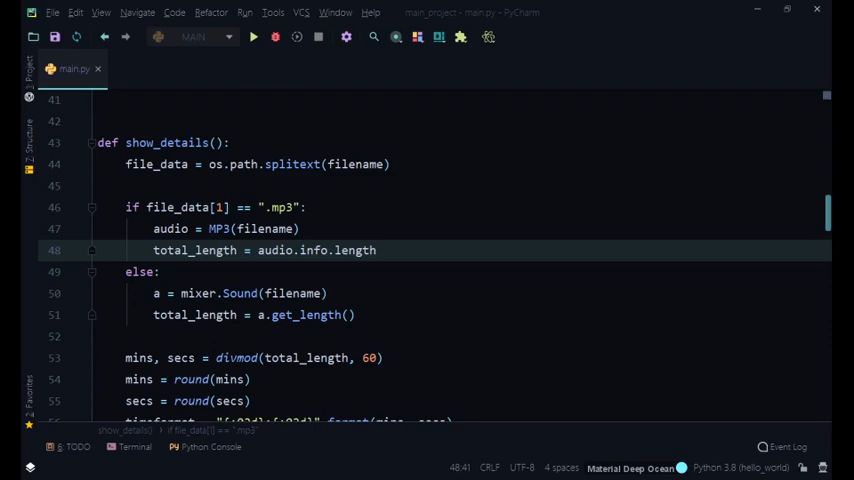 File Edit View Navigate Code Refactor Run Tools VCS Window Help main_project – main.py – PyCharm
MAIN
main.py
1: Project
7: Structure
2: Favorites
41
42
43 def show_details():
44 file_data = os.path.splitext(filename)
45
46 if file_data[1] == ".mp3":
47 audio = MP3(filename)
48 total_length = audio.info.length
49 else:
50 a = mixer.Sound(filename)
51 total_length = a.get_length()
52
53 mins, secs = divmod(total_length, 60)
54 mins = round(mins)
55 secs = round(secs)
show_details() › if file_data[1] == ".mp3"
6: TODO Terminal Python Console Event Log
48:41 CRLF UTF-8 4 spaces Material Deep Ocean Python 3.8 (hello_world)